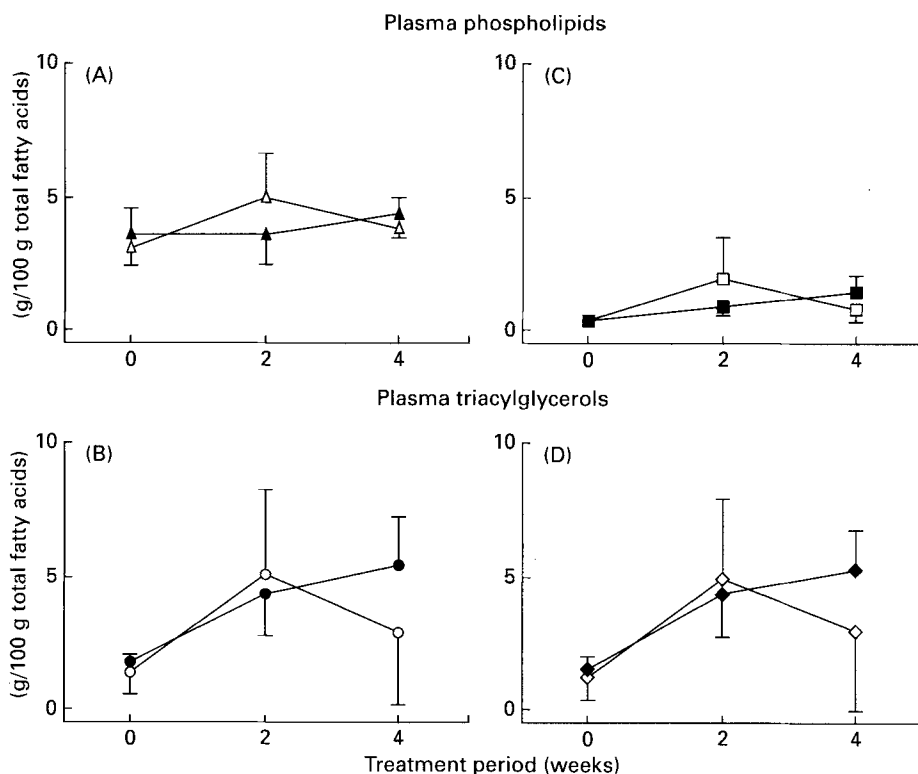 Plasma phospholipids
(g/100 g total fatty acids)
10
5
0
(A)
0 2 4
10
5
0
(C)
0 2 4
Plasma triacylglycerols
(g/100 g total fatty acids)
10
5
0
(B)
0 2 4
10
5
0
(D)
0 2 4
Treatment period (weeks)